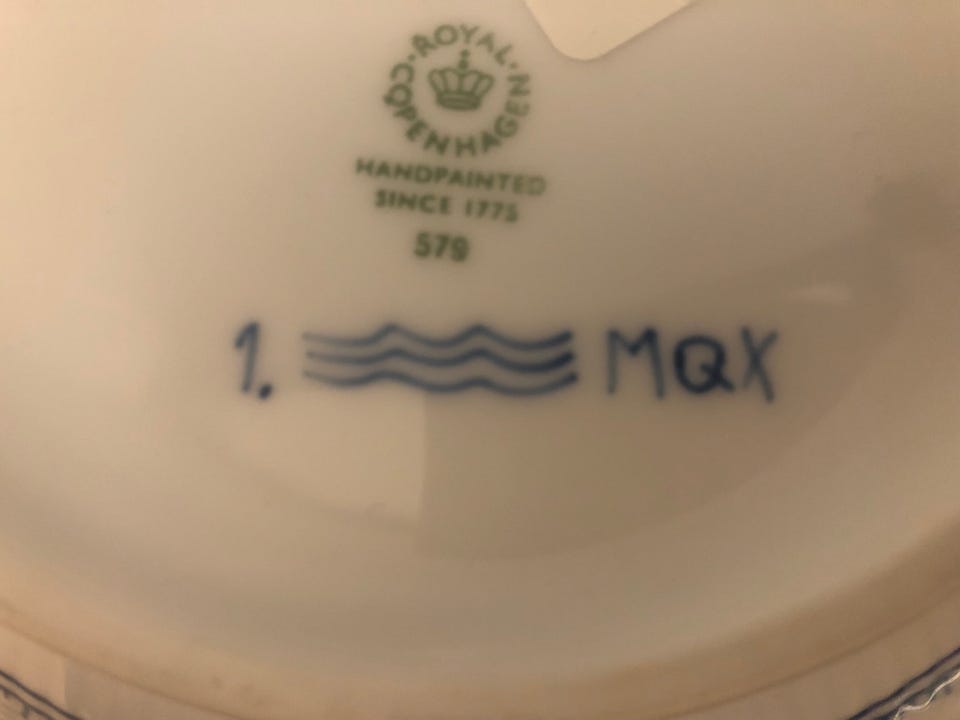 ROYAL COPENHAGEN
HANDPAINTED
SINCE 1775
579
1. MQX